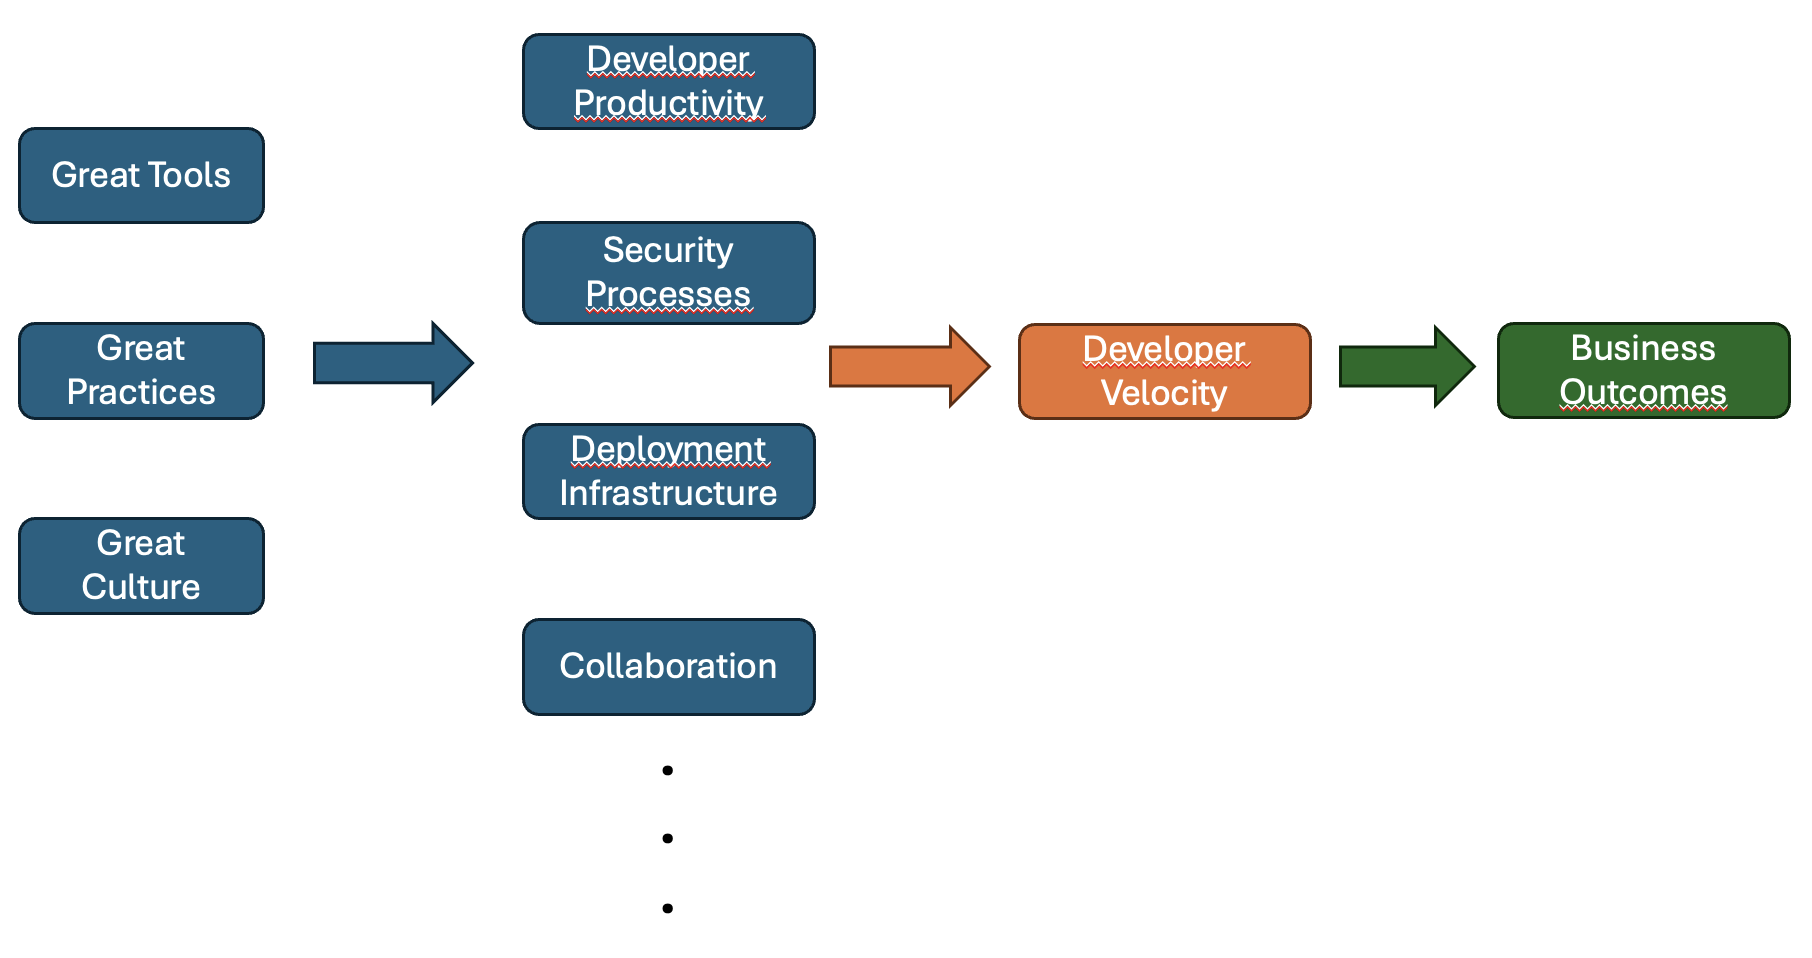 Great Tools
Great
Practices
Great
Culture
Developer
Productivity
Security
Processes
Deployment
Infrastructure
Collaboration
Developer
Velocity
Business
Outcomes